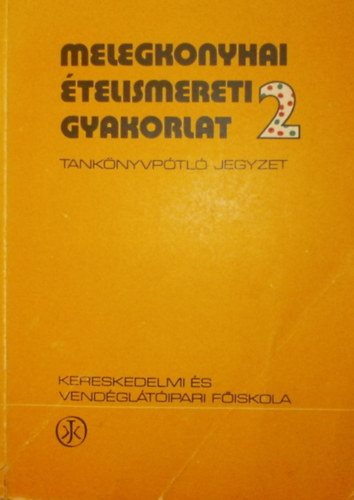 MELEGKONYHAI
ÉTELISMERETI
GYAKORLAT 2
TANKÖNYVPÓTLÓ JEGYZET
KERESKEDELMI ÉS
VENDÉGLÁTÓIPARI FŐISKOLA